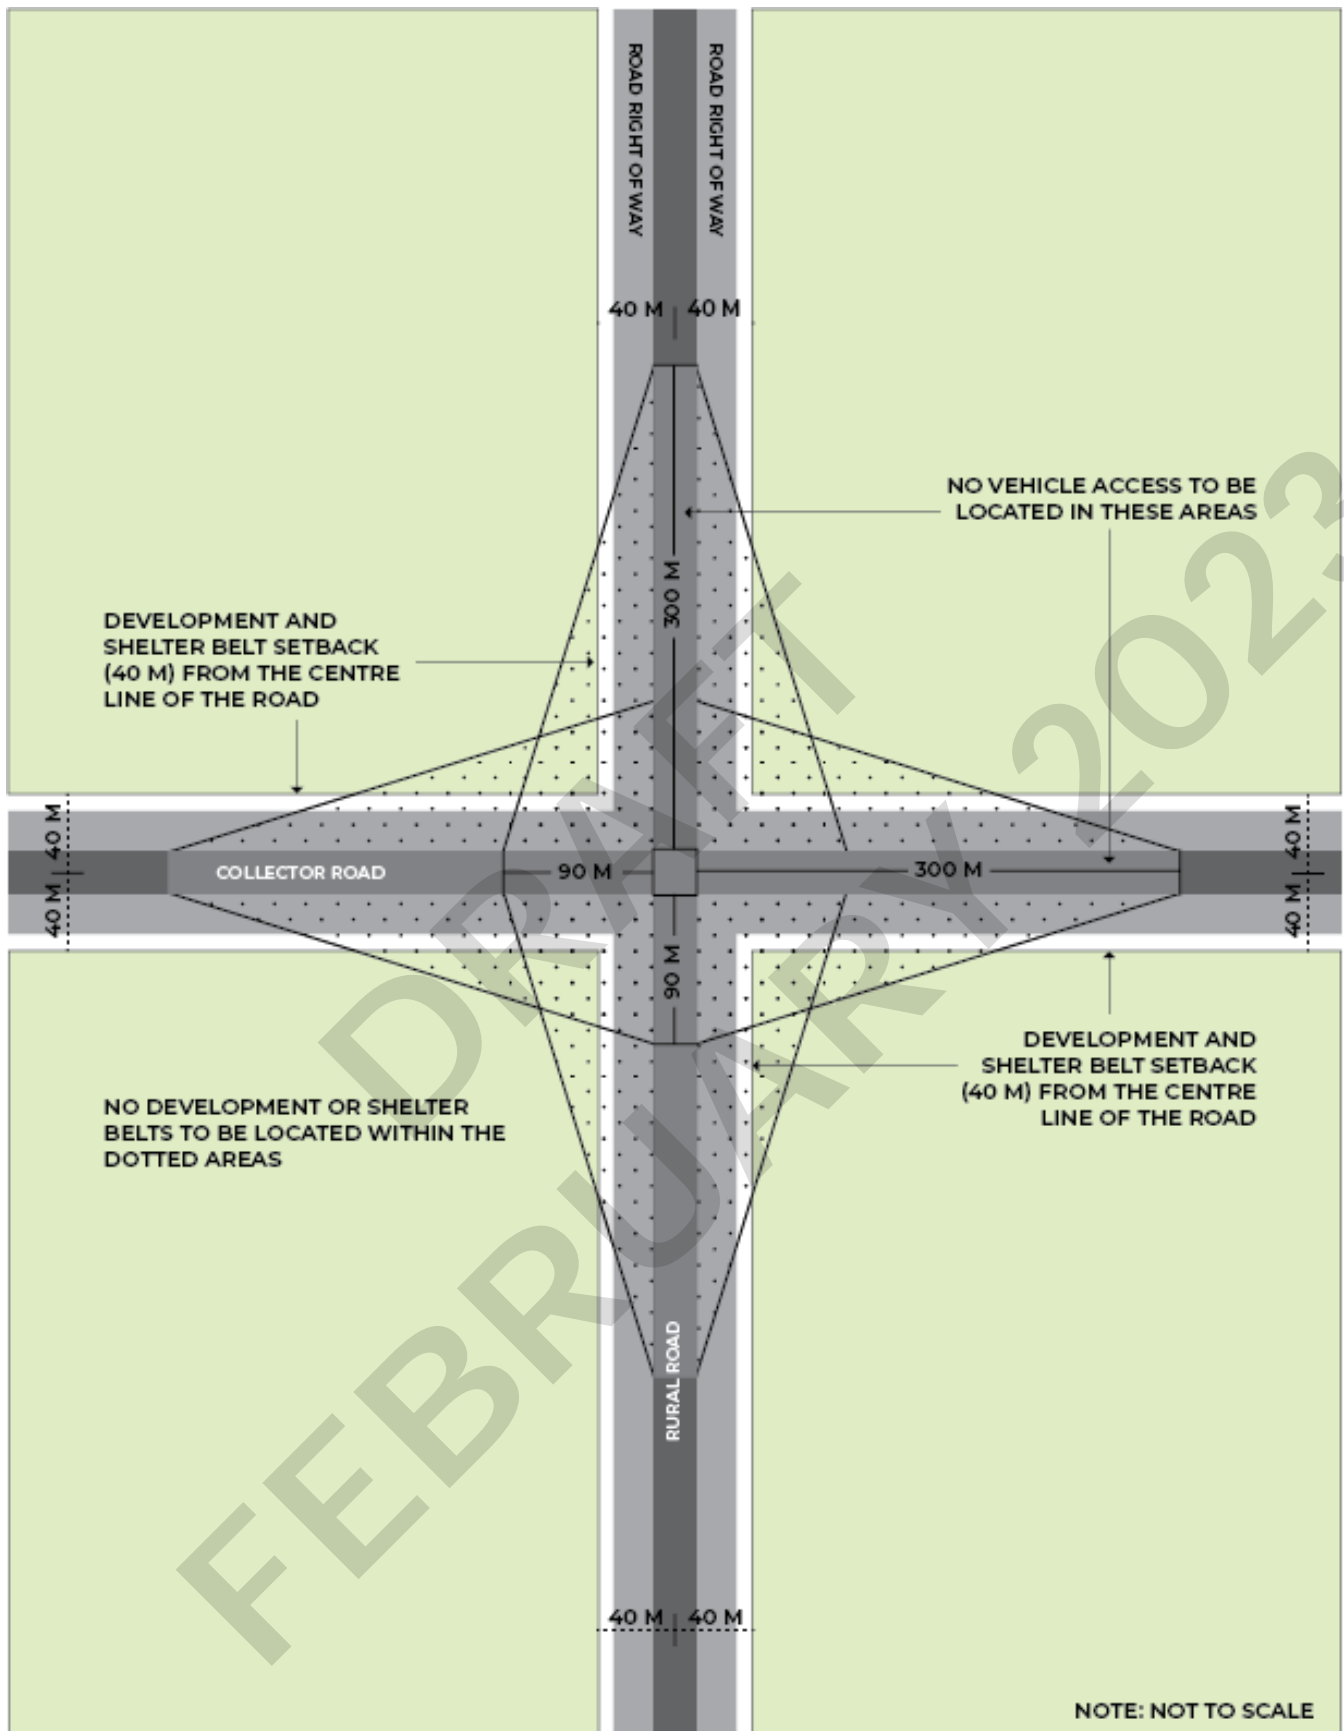 ROAD RIGHT OF WAY
ROAD RIGHT OF WAY
40 M
40 M
NO VEHICLE ACCESS TO BE
LOCATED IN THESE AREAS
300 M
DEVELOPMENT AND
SHELTER BELT SETBACK
(40 M) FROM THE CENTRE
LINE OF THE ROAD
40 M
40 M
COLLECTOR ROAD
90 M
300 M
40 M
40 M
90 M
DEVELOPMENT AND
SHELTER BELT SETBACK
(40 M) FROM THE CENTRE
LINE OF THE ROAD
NO DEVELOPMENT OR SHELTER
BELTS TO BE LOCATED WITHIN THE
DOTTED AREAS
RURAL ROAD
40 M
40 M
NOTE: NOT TO SCALE
DRAFT
FEBRUARY 2023